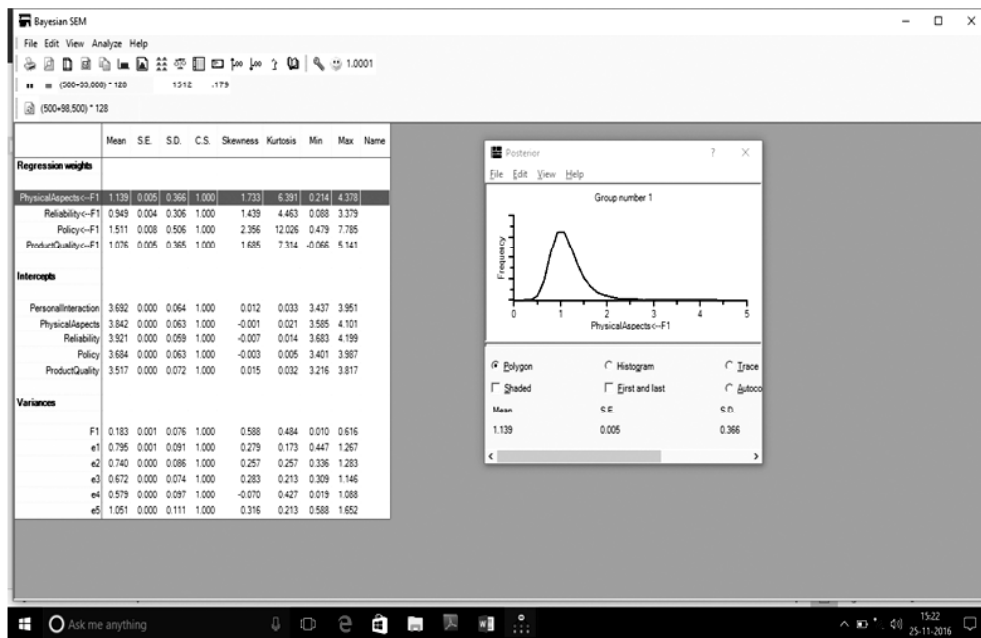 Bayesian SEM
File Edit View Analyze Help
1.0001
(500+98,500) * 128
Mean S.E. S.D. C.S. Skewness Kurtosis Min Max Name
Regression weights
PhysicalAspects<--F1 1.139 0.005 0.366 1.000 1.733 6.391 0.214 4.378
Reliability<--F1 0.949 0.004 0.306 1.000 1.439 4.463 0.088 3.379
Policy<--F1 1.511 0.008 0.506 1.000 2.356 12.026 0.479 7.785
ProductQuality<--F1 1.076 0.005 0.365 1.000 1.685 7.314 -0.066 5.141
Intercepts
PersonalInteraction 3.692 0.000 0.064 1.000 0.012 0.033 3.437 3.951
PhysicalAspects 3.842 0.000 0.063 1.000 -0.001 0.021 3.585 4.101
Reliability 3.921 0.000 0.059 1.000 -0.007 0.014 3.683 4.199
Policy 3.684 0.000 0.063 1.000 -0.003 0.005 3.401 3.987
ProductQuality 3.517 0.000 0.072 1.000 0.015 0.032 3.216 3.817
Variances
F1 0.183 0.001 0.076 1.000 0.588 0.484 0.010 0.616
e1 0.795 0.001 0.091 1.000 0.279 0.173 0.447 1.267
e2 0.740 0.000 0.086 1.000 0.257 0.257 0.336 1.283
e3 0.672 0.000 0.074 1.000 0.283 0.213 0.309 1.146
e4 0.579 0.000 0.097 1.000 -0.070 0.427 0.019 1.088
e5 1.051 0.000 0.111 1.000 0.316 0.213 0.588 1.652
Posterior
File Edit View Help
Group number 1
Frequency
0 1 2 3 4 5
PhysicalAspects<--F1
Polygon Histogram Trace
Shaded First and last Autoco
Mean S.E. S.D.
1.139 0.005 0.366
Ask me anything
15:22
25-11-2016